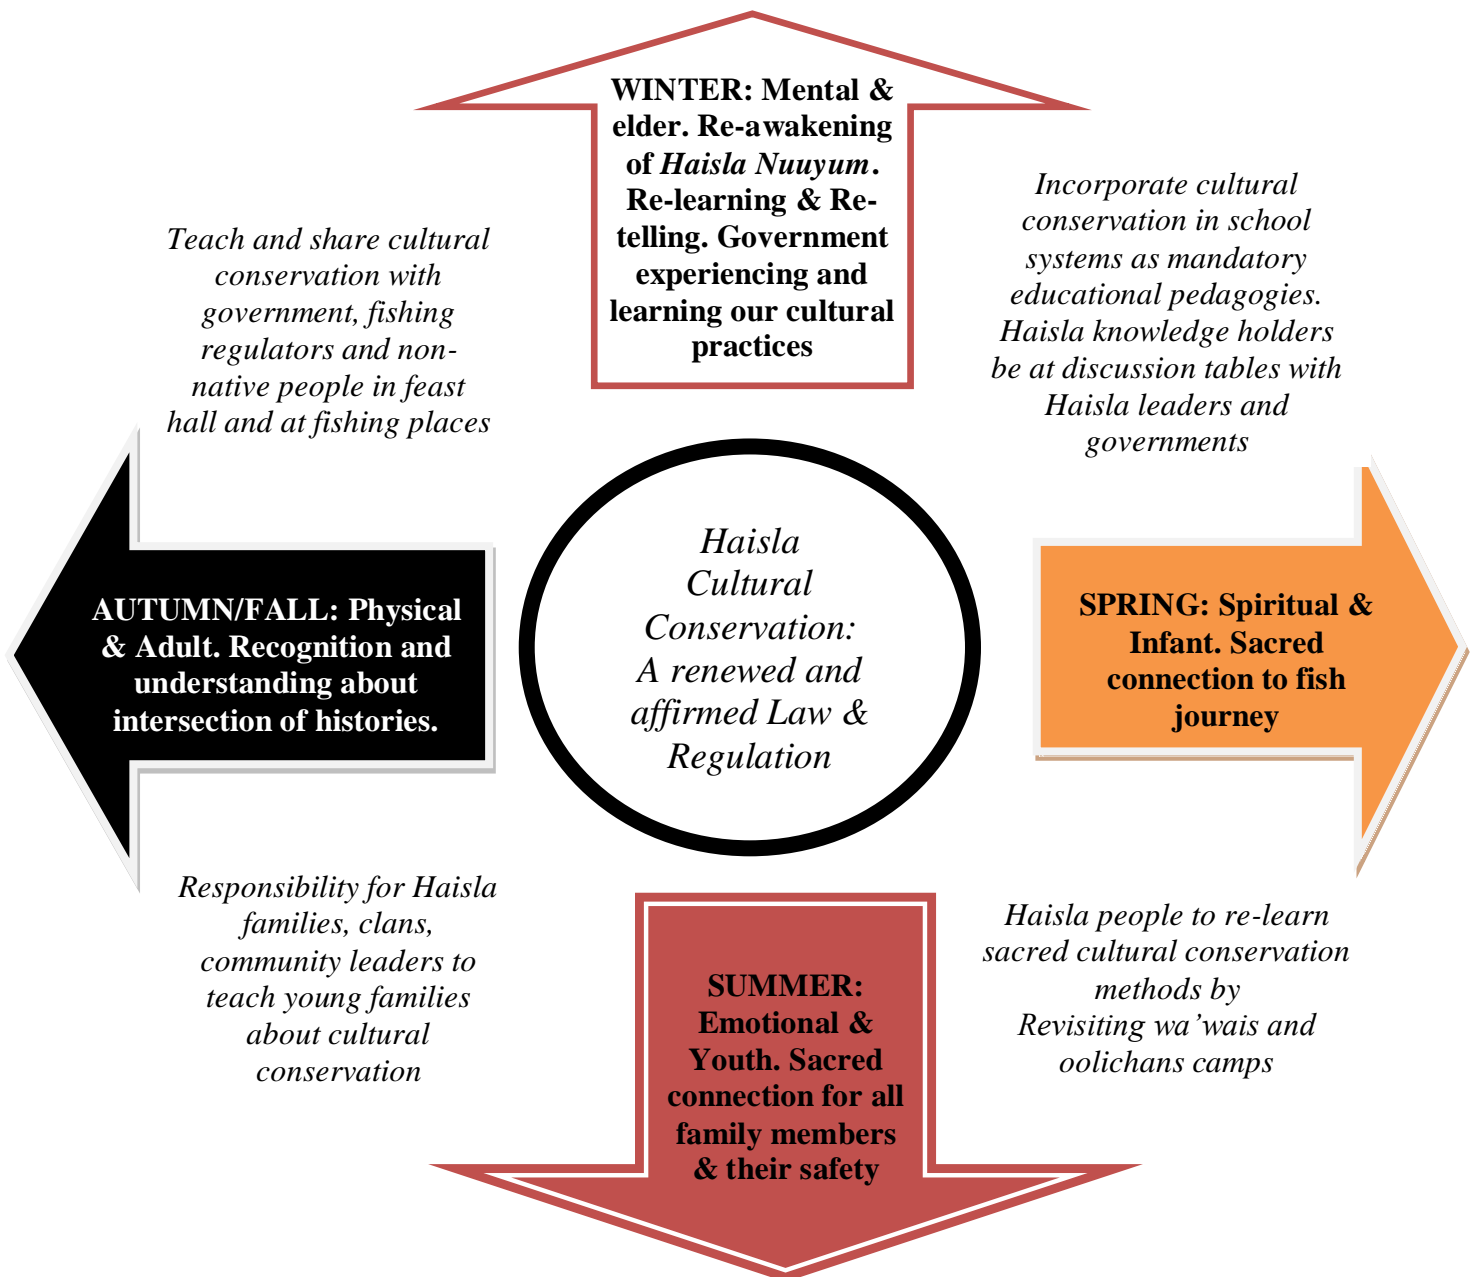 WINTER: Mental &
elder. Re-awakening
of Haisla Nuuyum.
Re-learning & Re-
telling. Government
experiencing and
learning our cultural
practices
Teach and share cultural
conservation with
government, fishing
regulators and non-
native people in feast
hall and at fishing places
Incorporate cultural
conservation in school
systems as mandatory
educational pedagogies.
Haisla knowledge holders
be at discussion tables with
Haisla leaders and
governments
AUTUMN/FALL: Physical
& Adult. Recognition and
understanding about
intersection of histories.
Haisla
Cultural
Conservation:
A renewed and
affirmed Law &
Regulation
SPRING: Spiritual &
Infant. Sacred
connection to fish
journey
Responsibility for Haisla
families, clans,
community leaders to
teach young families
about cultural
conservation
SUMMER:
Emotional &
Youth. Sacred
connection for all
family members
& their safety
Haisla people to re-learn
sacred cultural conservation
methods by
Revisiting wa’wais and
oolichans camps